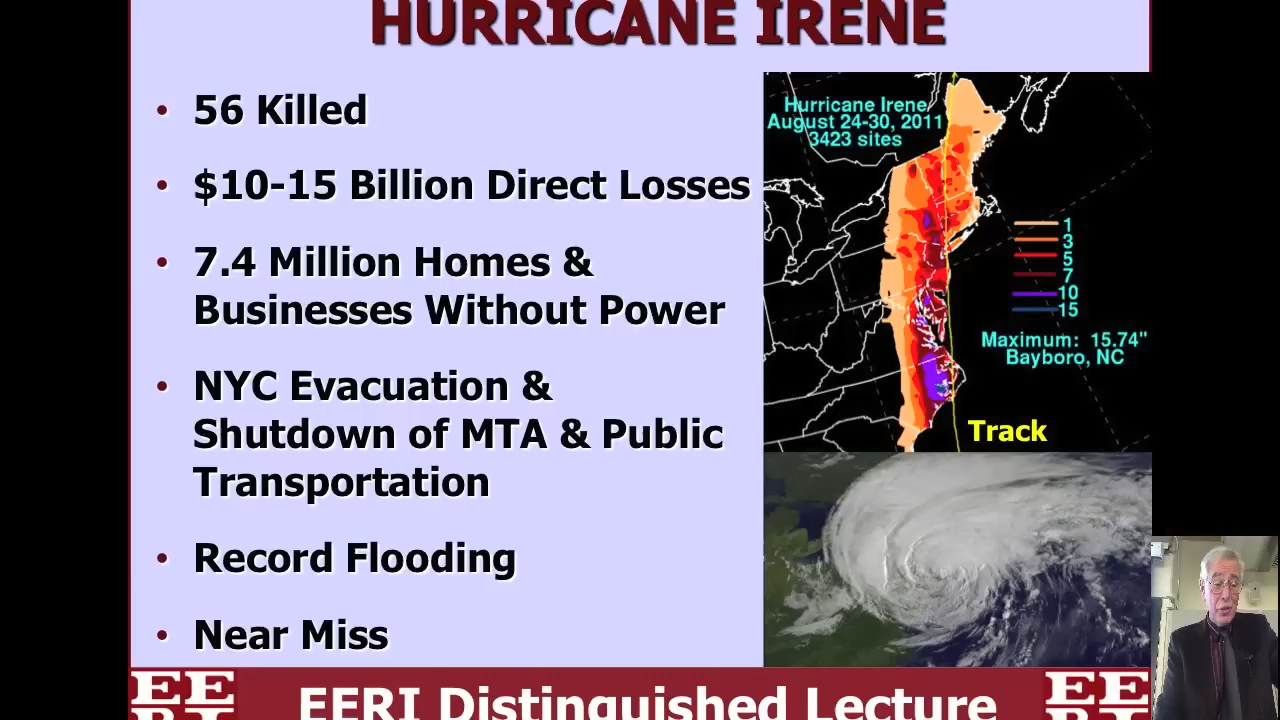 HURRICANE IRENE
• 56 Killed
• $10-15 Billion Direct Losses
• 7.4 Million Homes &
Businesses Without Power
• NYC Evacuation &
Shutdown of MTA & Public
Transportation
• Record Flooding
• Near Miss
Hurricane Irene
August 24-30, 2011
3423 sites
1
3
5
7
10
15
Maximum: 15.74"
Bayboro, NC
Track
EERI
EERI Distinguished Lecture
EERI